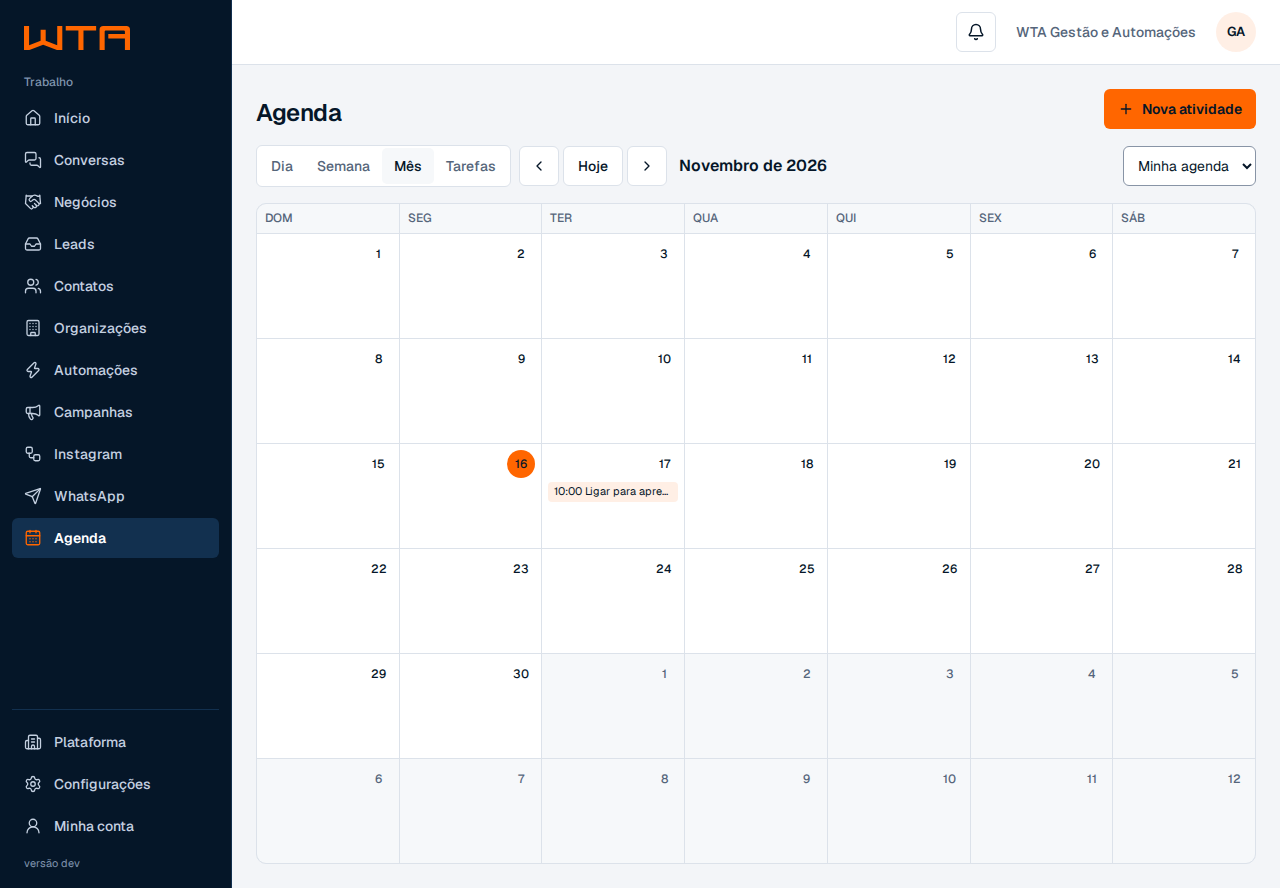 WTA
Trabalho
Início
Conversas
Negócios
Leads
Contatos
Organizações
Automações
Campanhas
Instagram
WhatsApp
Agenda
Plataforma
Configurações
Minha conta
versão dev
WTA Gestão e Automações GA
Agenda
+ Nova atividade
Dia Semana Mês Tarefas < Hoje > Novembro de 2026 Minha agenda
DOM SEG TER QUA QUI SEX SÁB
1 2 3 4 5 6 7
8 9 10 11 12 13 14
15 16 17 18 19 20 21
10:00 Ligar para apre…
22 23 24 25 26 27 28
29 30 1 2 3 4 5
6 7 8 9 10 11 12